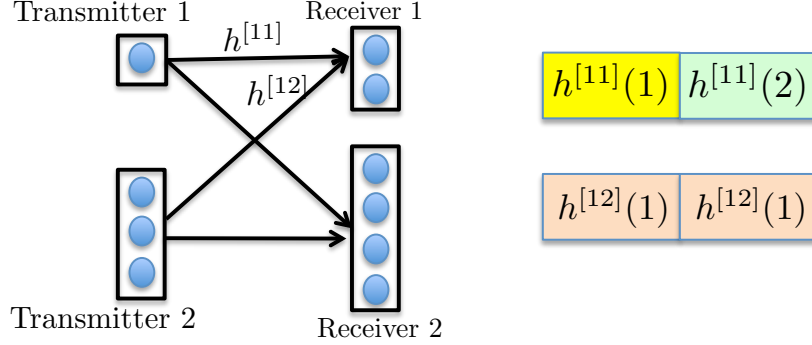 Transmitter 1
Receiver 1
h^{[11]}
h^{[12]}
h^{[11]}(1) h^{[11]}(2)
h^{[12]}(1) h^{[12]}(1)
Transmitter 2
Receiver 2